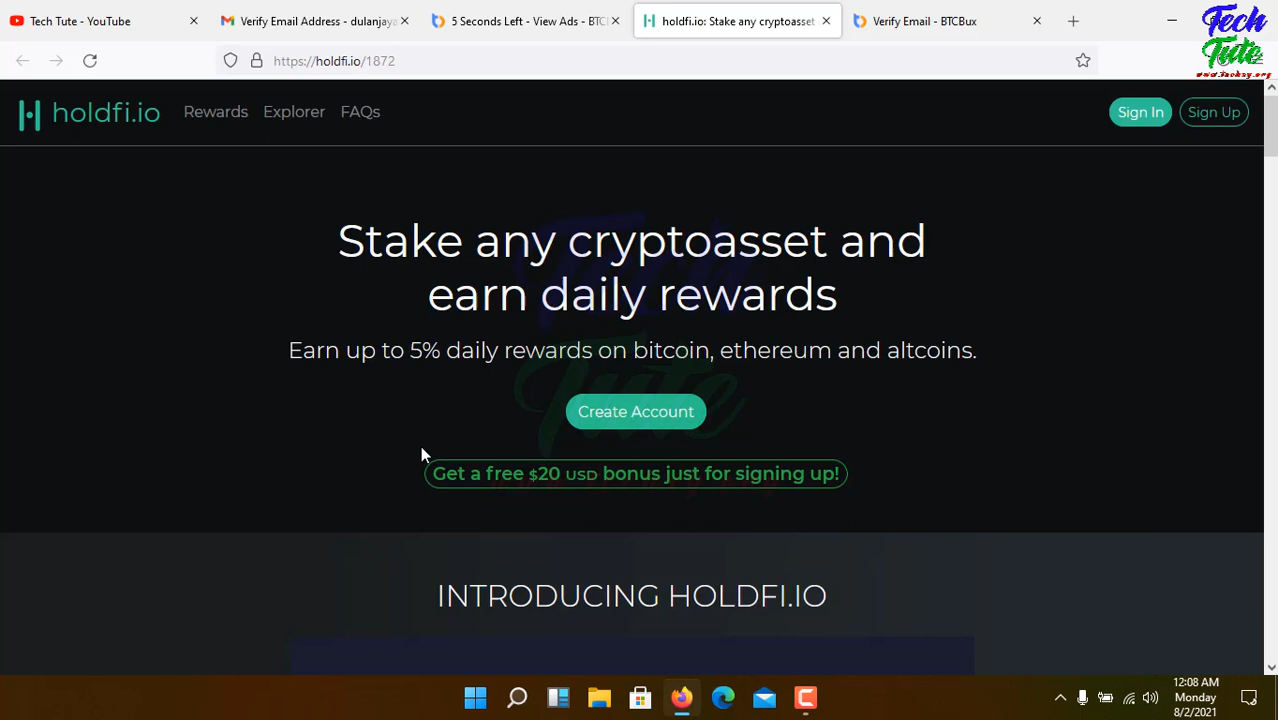 Tech Tute - YouTube
Verify Email Address - dulanjaya
5 Seconds Left - View Ads - BTC
holdfi.io: Stake any cryptoasset
Verify Email - BTCBux
Tech
Tute
https://holdfi.io/1872
holdfi.io
Rewards
Explorer
FAQs
Sign In
Sign Up
Stake any cryptoasset and
earn daily rewards
Earn up to 5% daily rewards on bitcoin, ethereum and altcoins.
Create Account
Get a free $20 USD bonus just for signing up!
INTRODUCING HOLDFI.IO
12:08 AM
Monday
8/2/2021